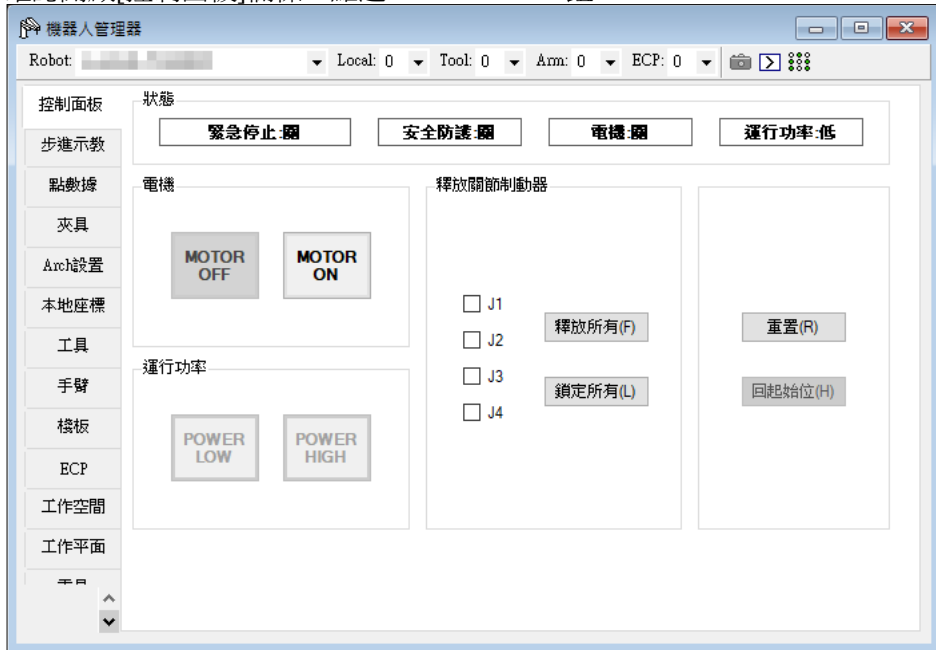 機器人管理器
Robot: Local: 0 Tool: 0 Arm: 0 ECP: 0
控制面板
步進示教
點數據
夾具
Arch設置
本地座標
工具
手臂
棧板
ECP
工作空間
工作平面
狀態
緊急停止:關 安全防護:關 電機:關 運行功率:低
電機
MOTOR OFF
MOTOR ON
運行功率
POWER LOW
POWER HIGH
釋放關節制動器
J1
J2
J3
J4
釋放所有(F)
鎖定所有(L)
重置(R)
回起始位(H)